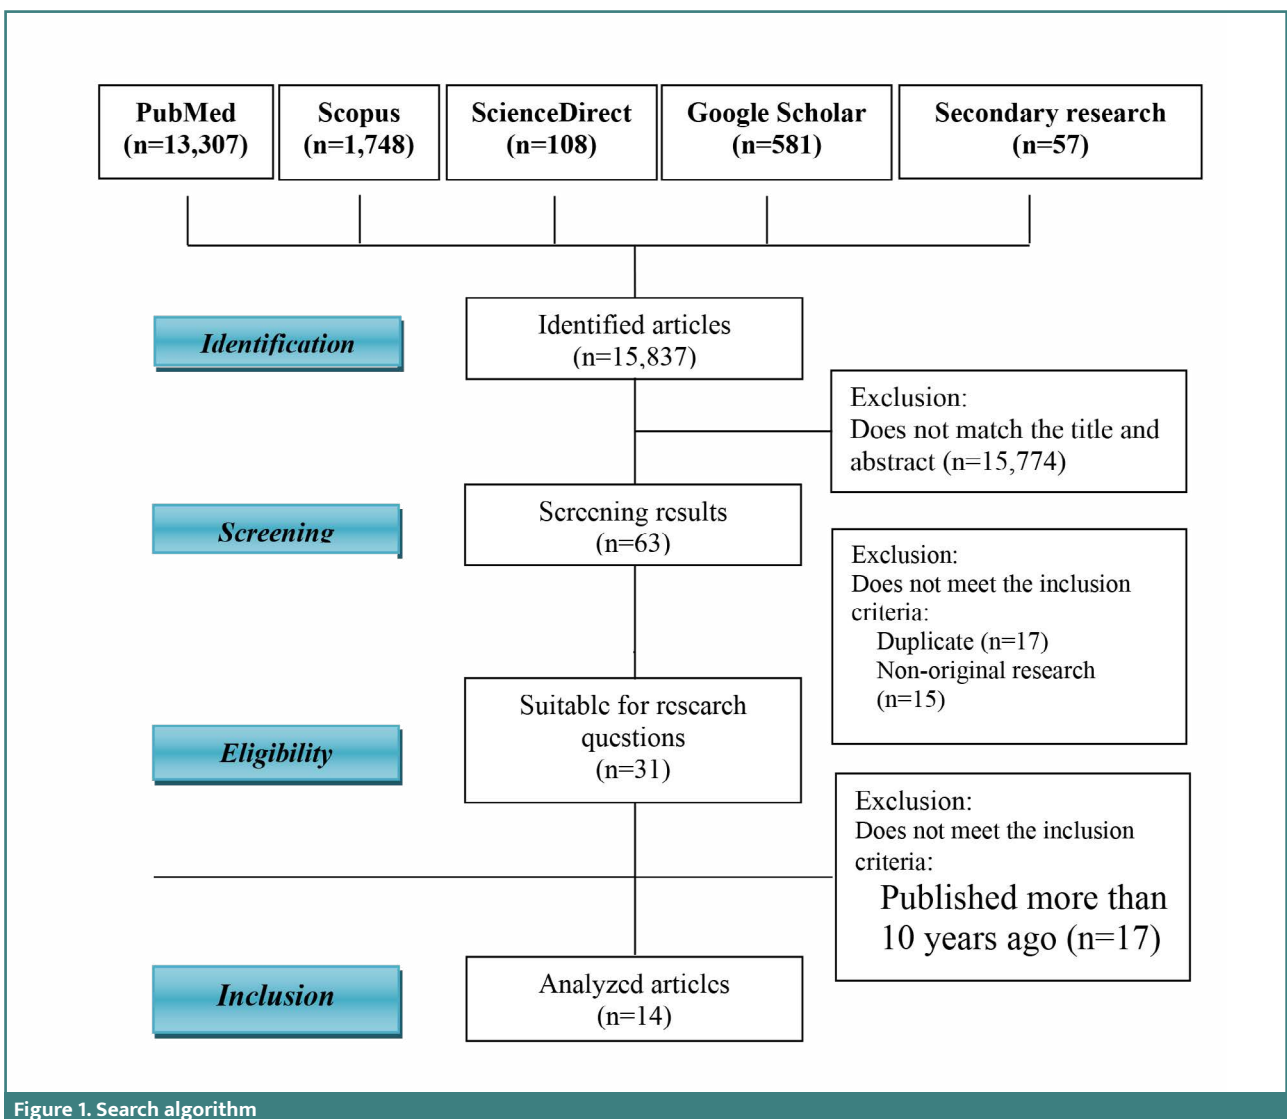 PubMed
(n=13,307)
Scopus
(n=1,748)
ScienceDirect
(n=108)
Google Scholar
(n=581)
Secondary research
(n=57)
Identification
Identified articles
(n=15,837)
Exclusion:
Does not match the title and
abstract (n=15,774)
Screening
Screening results
(n=63)
Exclusion:
Does not meet the inclusion
criteria:
Duplicate (n=17)
Non-original research
(n=15)
Eligibility
Suitable for research
questions
(n=31)
Exclusion:
Does not meet the inclusion
criteria:
Published more than
10 years ago (n=17)
Inclusion
Analyzed articles
(n=14)
Figure 1. Search algorithm